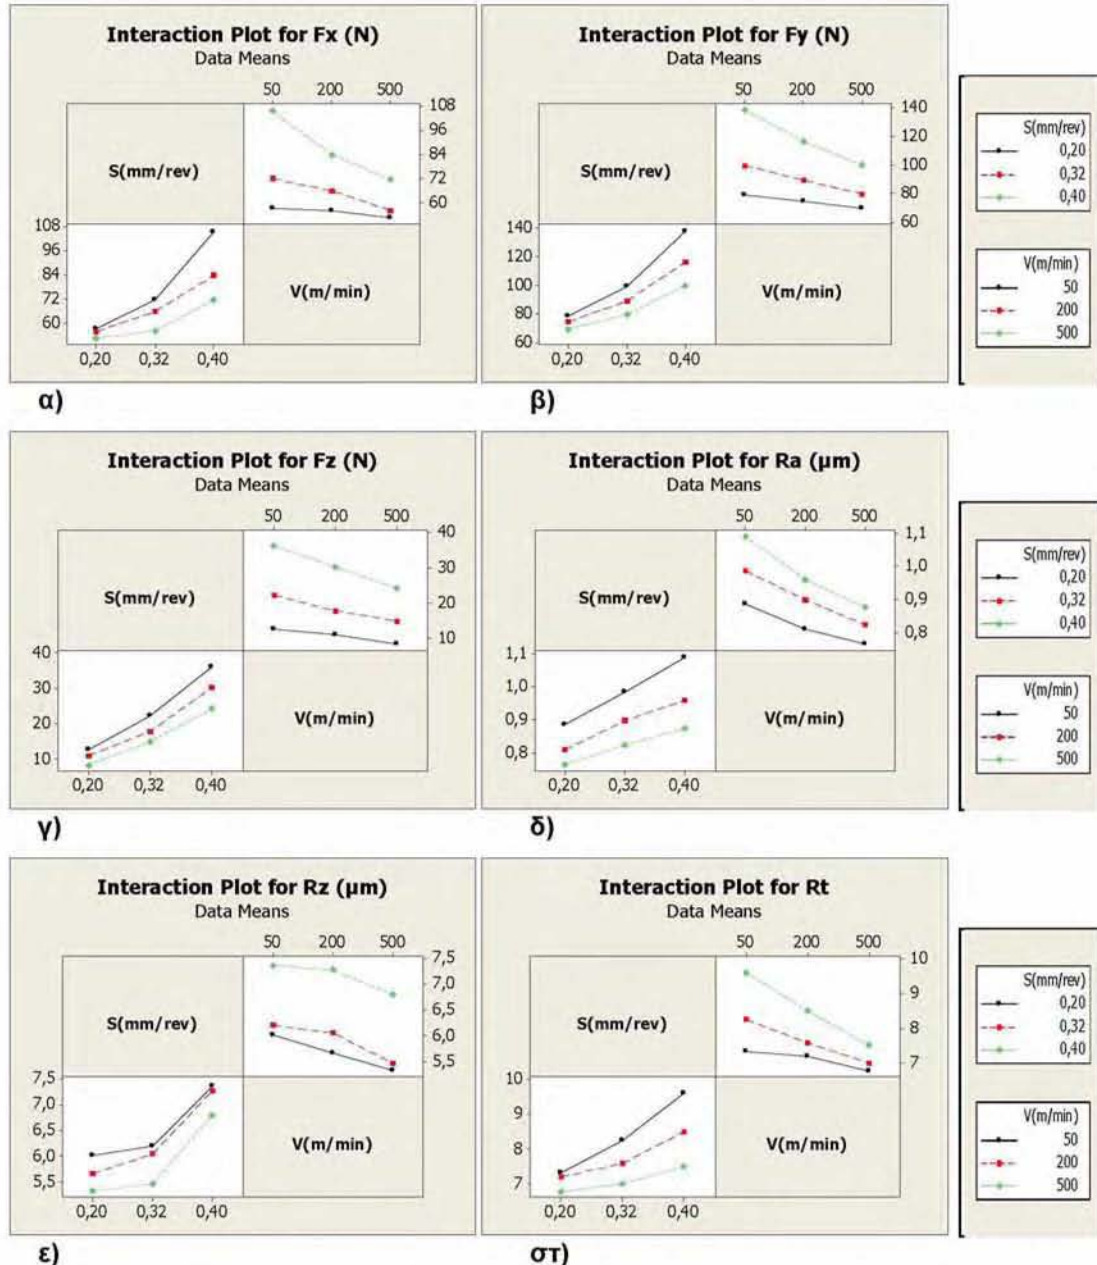 Interaction Plot for Fx (N)
Data Means
50 200 500
108
96
84
72
60
S(mm/rev)
108
96
84
72
60
V(m/min)
0,20 0,32 0,40
α)
Interaction Plot for Fy (N)
Data Means
50 200 500
140
120
100
80
60
S(mm/rev)
140
120
100
80
60
V(m/min)
0,20 0,32 0,40
β)
S(mm/rev)
0,20
0,32
0,40
V(m/min)
50
200
500
Interaction Plot for Fz (N)
Data Means
50 200 500
40
30
20
10
S(mm/rev)
40
30
20
10
V(m/min)
0,20 0,32 0,40
γ)
Interaction Plot for Ra (μm)
Data Means
50 200 500
1,1
1,0
0,9
0,8
S(mm/rev)
1,1
1,0
0,9
0,8
V(m/min)
0,20 0,32 0,40
δ)
S(mm/rev)
0,20
0,32
0,40
V(m/min)
50
200
500
Interaction Plot for Rz (μm)
Data Means
50 200 500
7,5
7,0
6,5
6,0
5,5
S(mm/rev)
7,5
7,0
6,5
6,0
5,5
V(m/min)
0,20 0,32 0,40
ε)
Interaction Plot for Rt
Data Means
50 200 500
10
9
8
7
S(mm/rev)
10
9
8
7
V(m/min)
0,20 0,32 0,40
στ)
S(mm/rev)
0,20
0,32
0,40
V(m/min)
50
200
500